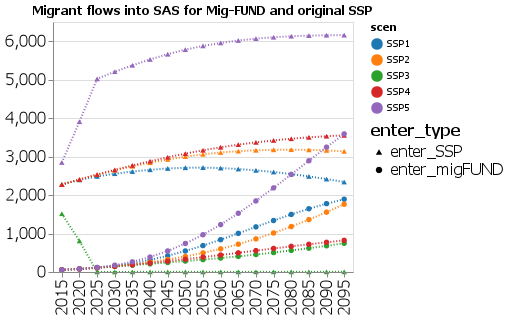 Migrant flows into SAS for Mig-FUND and original SSP
6,000
5,000
4,000
3,000
2,000
1,000
0
2015
2020
2025
2030
2035
2040
2045
2050
2055
2060
2065
2070
2075
2080
2085
2090
2095
scen
SSP1
SSP2
SSP3
SSP4
SSP5
enter_type
enter_SSP
enter_migFUND